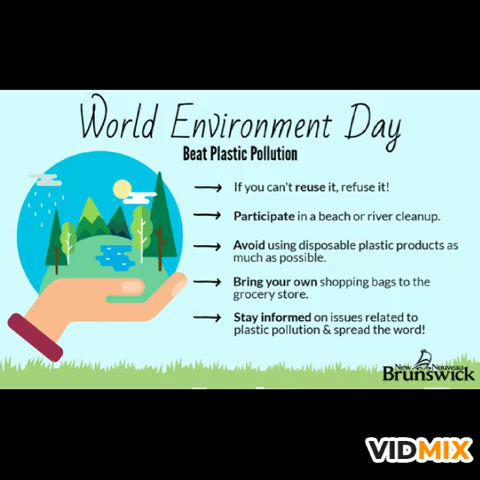 World Environment Day
Beat Plastic Pollution
If you can't reuse it, refuse it!
Participate in a beach or river cleanup.
Avoid using disposable plastic products as
much as possible.
Bring your own shopping bags to the
grocery store.
Stay informed on issues related to
plastic pollution & spread the word!
New Nouveau
Brunswick
VIDMIX